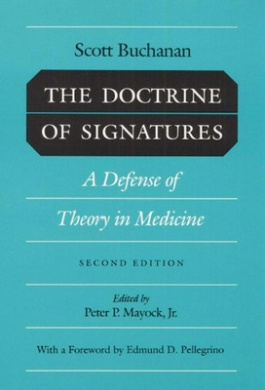 Scott Buchanan
THE DOCTRINE
OF SIGNATURES
A Defense of
Theory in Medicine
SECOND EDITION
Edited by
Peter P. Mayock, Jr.
With a Foreword by Edmund D. Pellegrino